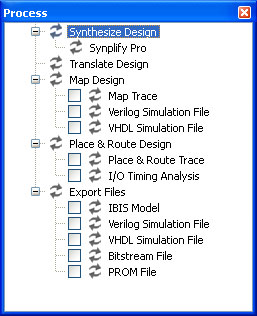 Process
Synthesize Design
Synplify Pro
Translate Design
Map Design
Map Trace
Verilog Simulation File
VHDL Simulation File
Place & Route Design
Place & Route Trace
I/O Timing Analysis
Export Files
IBIS Model
Verilog Simulation File
VHDL Simulation File
Bitstream File
PROM File